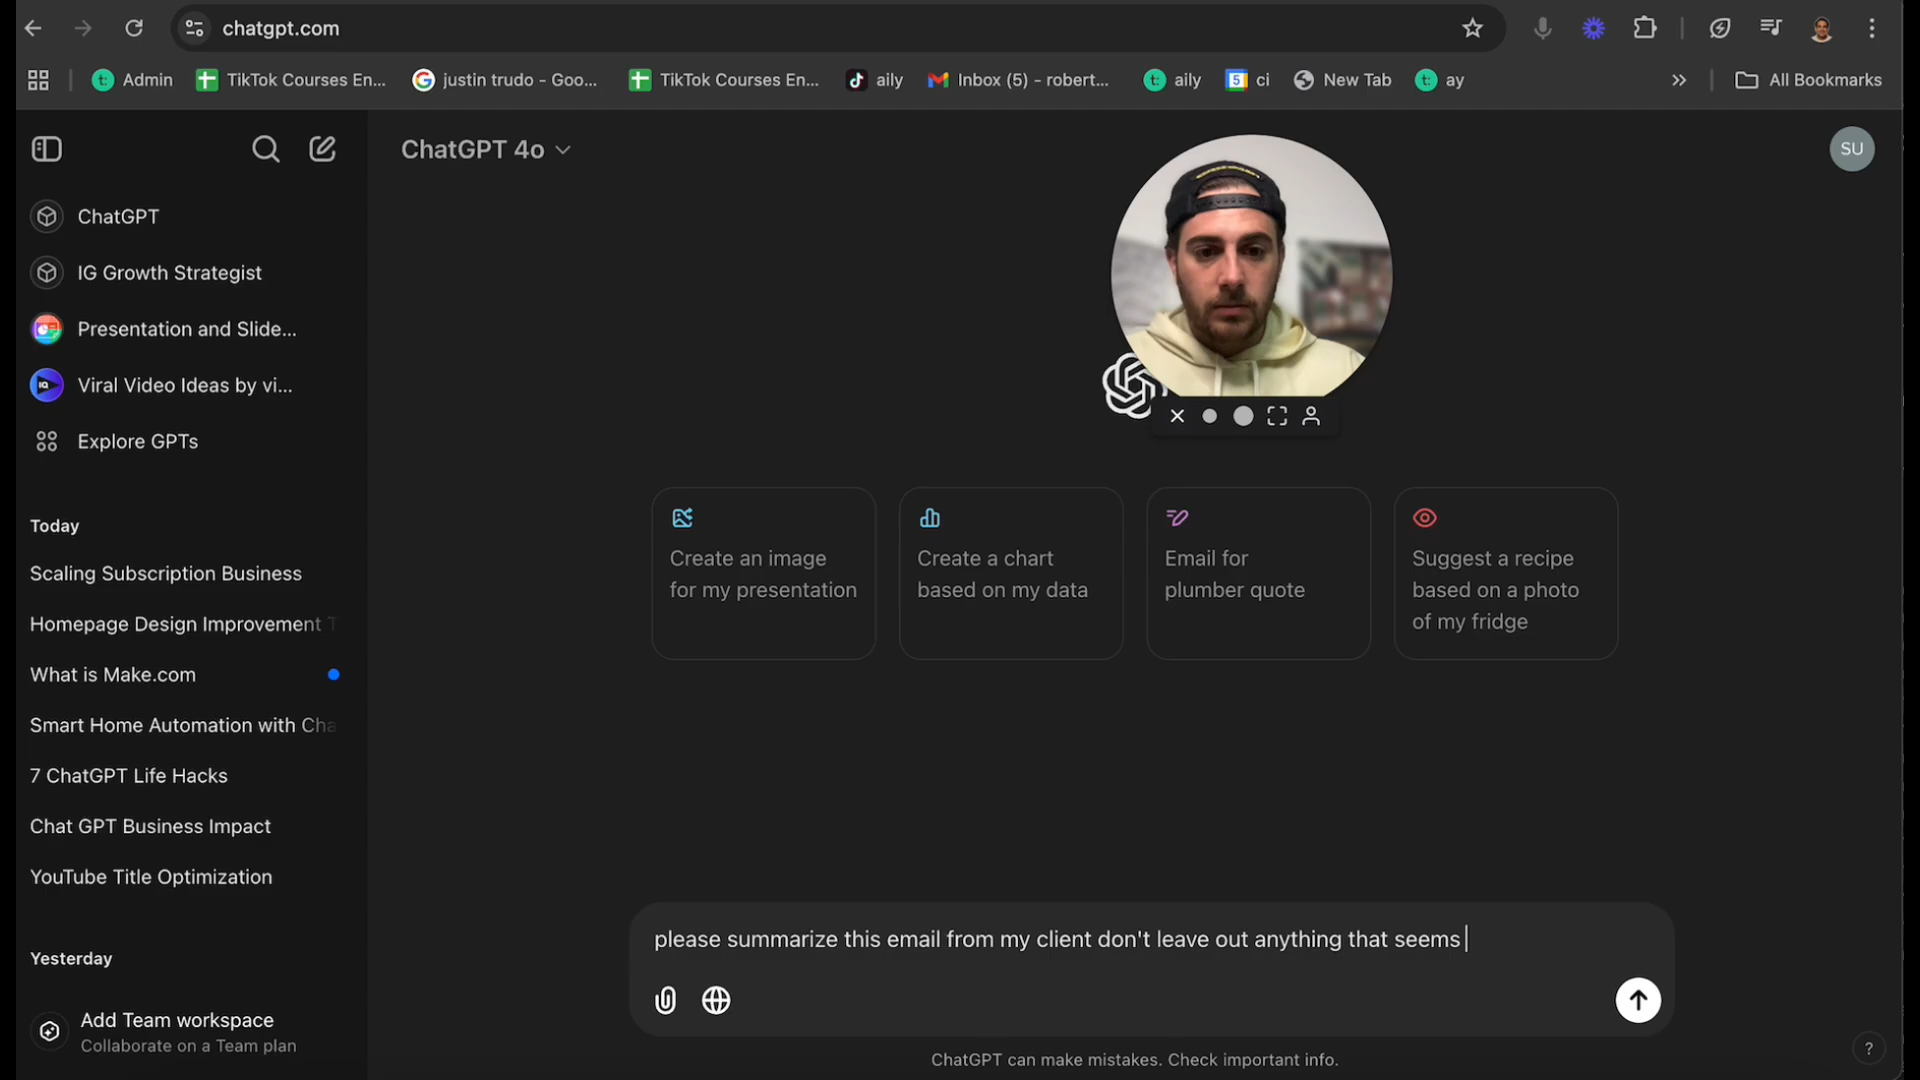 chatgpt.com
Admin
TikTok Courses En...
justin trudo - Goo...
TikTok Courses En...
aily
Inbox (5) - robert...
aily
5
ci
New Tab
ay
All Bookmarks
ChatGPT 4o
SU
ChatGPT
IG Growth Strategist
Presentation and Slide...
Viral Video Ideas by vi...
Explore GPTs
Today
Scaling Subscription Business
Homepage Design Improvement T
What is Make.com
Smart Home Automation with Cha
7 ChatGPT Life Hacks
Chat GPT Business Impact
YouTube Title Optimization
Yesterday
Add Team workspace
Collaborate on a Team plan
Create an image
for my presentation
Create a chart
based on my data
Email for
plumber quote
Suggest a recipe
based on a photo
of my fridge
please summarize this email from my client don't leave out anything that seems
ChatGPT can make mistakes. Check important info.
?